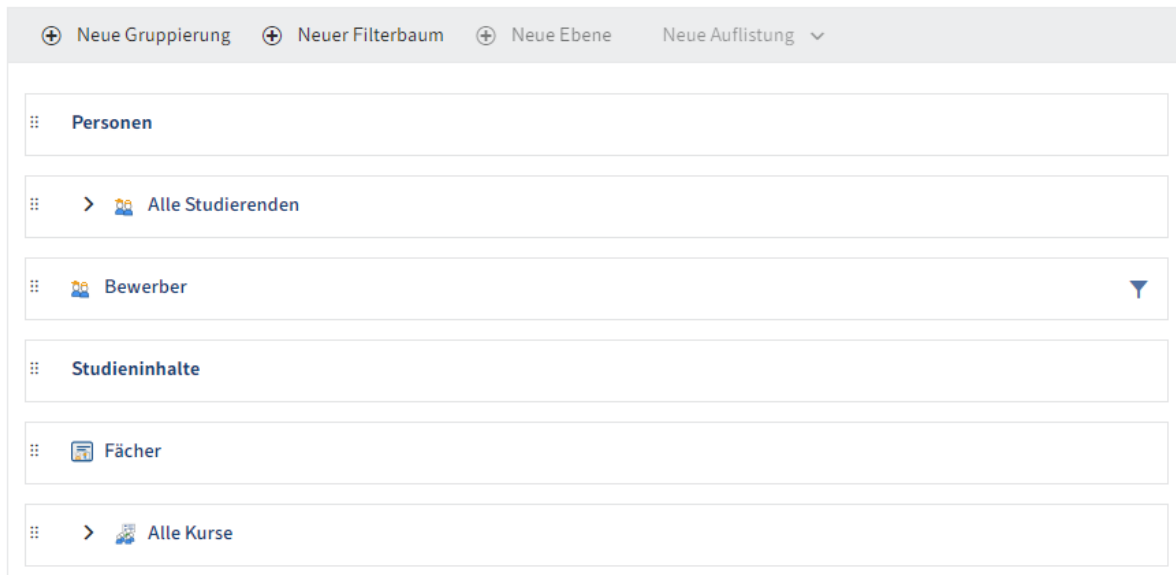 Neue Gruppierung Neuer Filterbaum Neue Ebene Neue Auflistung
Personen
Alle Studierenden
Bewerber
Studieninhalte
Fächer
Alle Kurse